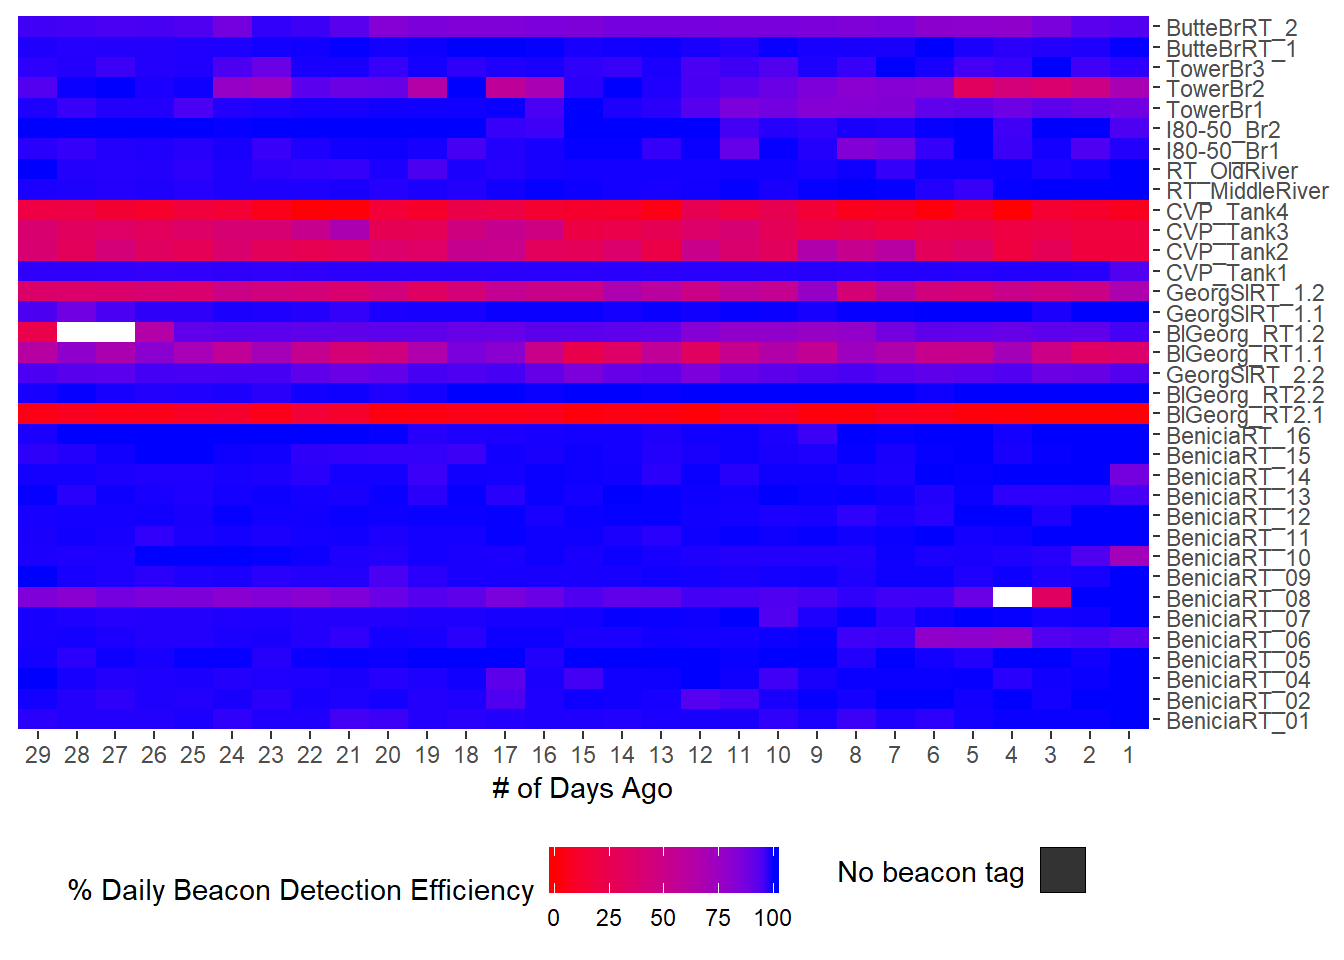 ButteBrRT_2
ButteBrRT_1
TowerBr3
TowerBr2
TowerBr1
I80-50_Br2
I80-50_Br1
RT_OldRiver
RT_MiddleRiver
CVP_Tank4
CVP_Tank3
CVP_Tank2
CVP_Tank1
GeorgSlRT_1.2
GeorgSlRT_1.1
BlGeorg_RT1.2
BlGeorg_RT1.1
GeorgSlRT_2.2
BlGeorg_RT2.2
BlGeorg_RT2.1
BeniciaRT_16
BeniciaRT_15
BeniciaRT_14
BeniciaRT_13
BeniciaRT_12
BeniciaRT_11
BeniciaRT_10
BeniciaRT_09
BeniciaRT_08
BeniciaRT_07
BeniciaRT_06
BeniciaRT_05
BeniciaRT_04
BeniciaRT_02
BeniciaRT_01
29 28 27 26 25 24 23 22 21 20 19 18 17 16 15 14 13 12 11 10 9 8 7 6 5 4 3 2 1
# of Days Ago
% Daily Beacon Detection Efficiency
0 25 50 75 100
No beacon tag